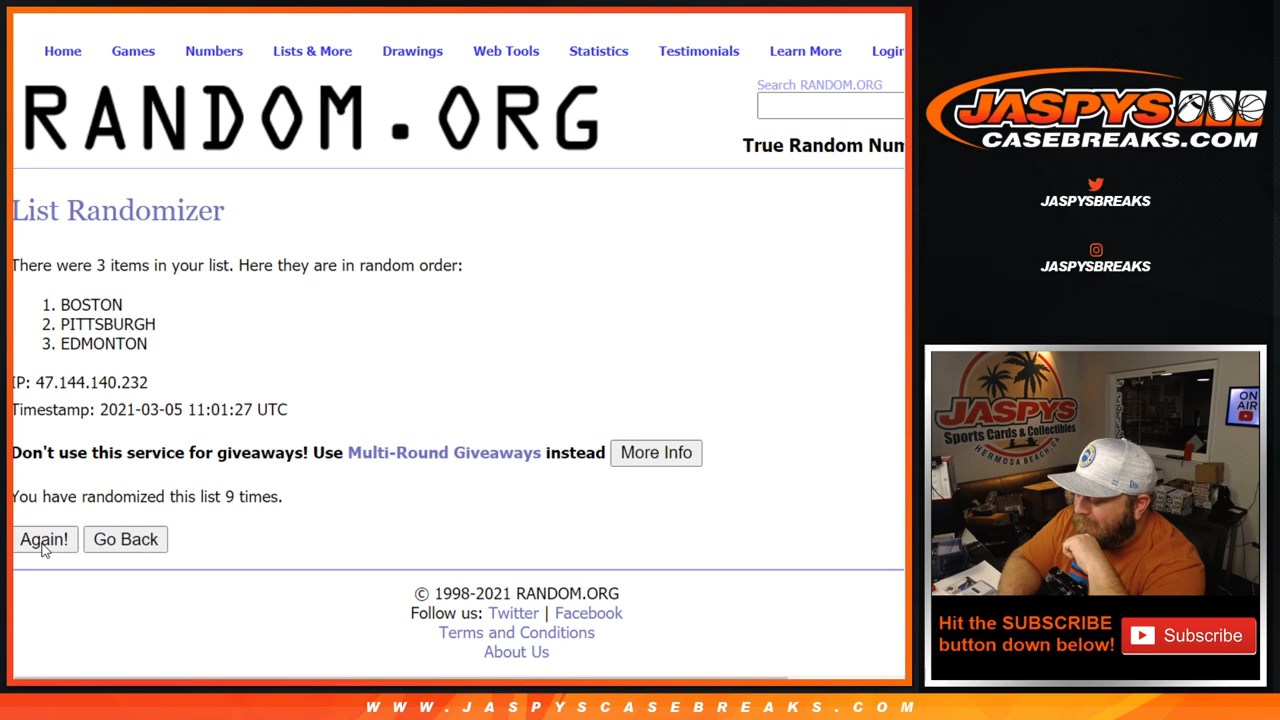 Home Games Numbers Lists & More Drawings Web Tools Statistics Testimonials Learn More Login
RANDOM.ORG
Search RANDOM.ORG
True Random Num
List Randomizer
There were 3 items in your list. Here they are in random order:
1. BOSTON
2. PITTSBURGH
3. EDMONTON
IP: 47.144.140.232
Timestamp: 2021-03-05 11:01:27 UTC
Don't use this service for giveaways! Use Multi-Round Giveaways instead More Info
You have randomized this list 9 times.
Again! Go Back
© 1998-2021 RANDOM.ORG
Follow us: Twitter | Facebook
Terms and Conditions
About Us
JASPYS
CASEBREAKS.COM
JASPYSBREAKS
JASPYSBREAKS
JASPYS
Sports Cards & Collectibles
HERMOSA BEACH, CA
ON
AIR
Hit the SUBSCRIBE
button down below!
Subscribe
WWW.JASPYSCASEBREAKS.COM